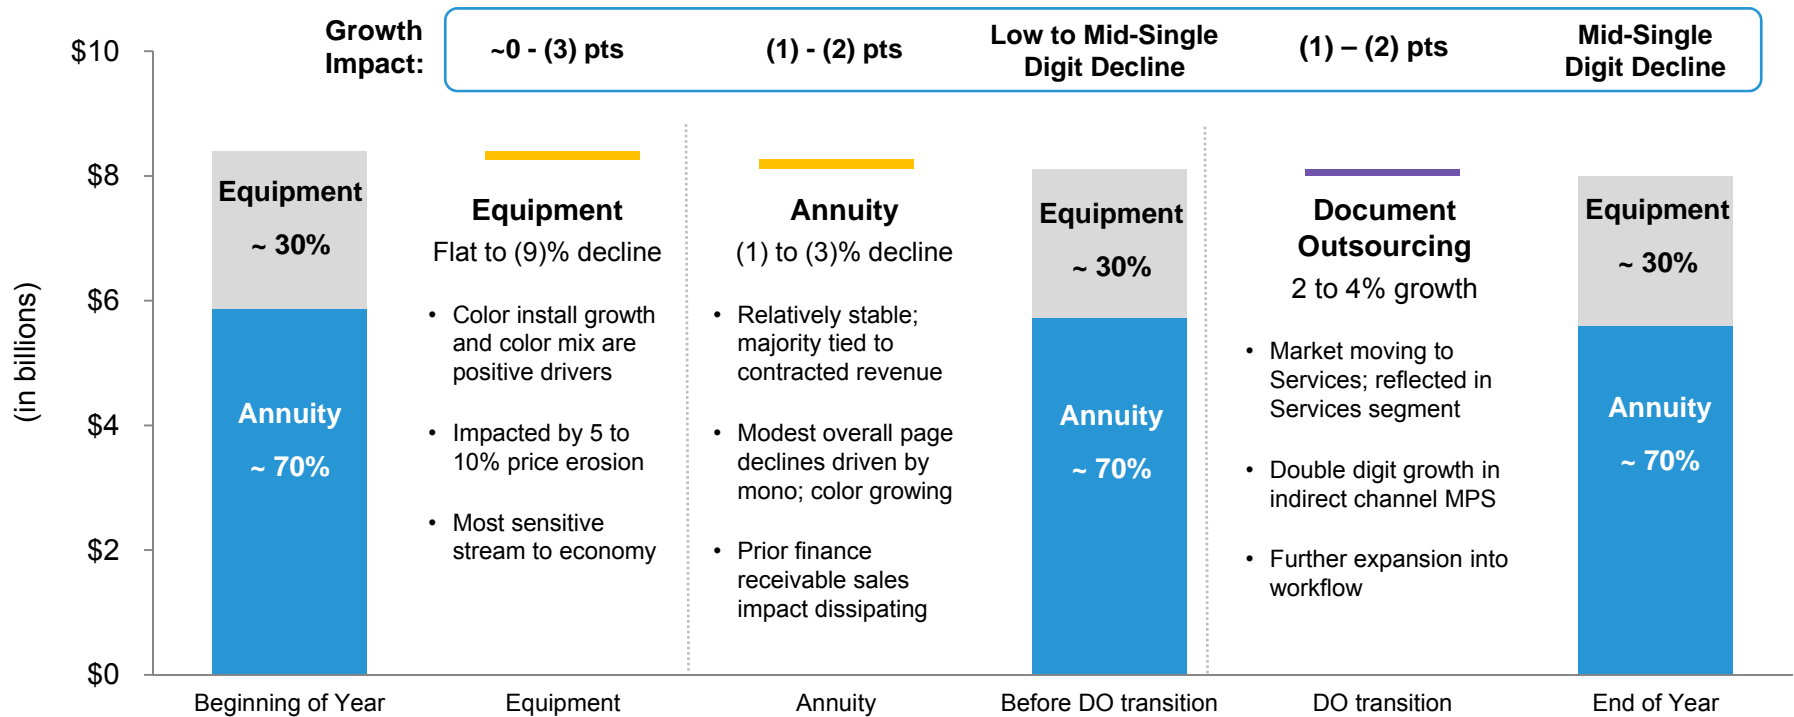 Growth
Impact:
~0 - (3) pts
(1) - (2) pts
Low to Mid-Single
Digit Decline
(1) – (2) pts
Mid-Single
Digit Decline
$10
$8
$6
$4
$2
$0
(in billions)
Equipment
~ 30%
Annuity
~ 70%
Equipment
Flat to (9)% decline
• Color install growth
and color mix are
positive drivers
• Impacted by 5 to
10% price erosion
• Most sensitive
stream to economy
Annuity
(1) to (3)% decline
• Relatively stable;
majority tied to
contracted revenue
• Modest overall page
declines driven by
mono; color growing
• Prior finance
receivable sales
impact dissipating
Equipment
~ 30%
Annuity
~ 70%
Document
Outsourcing
2 to 4% growth
• Market moving to
Services; reflected in
Services segment
• Double digit growth in
indirect channel MPS
• Further expansion into
workflow
Equipment
~ 30%
Annuity
~ 70%
Beginning of Year
Equipment
Annuity
Before DO transition
DO transition
End of Year